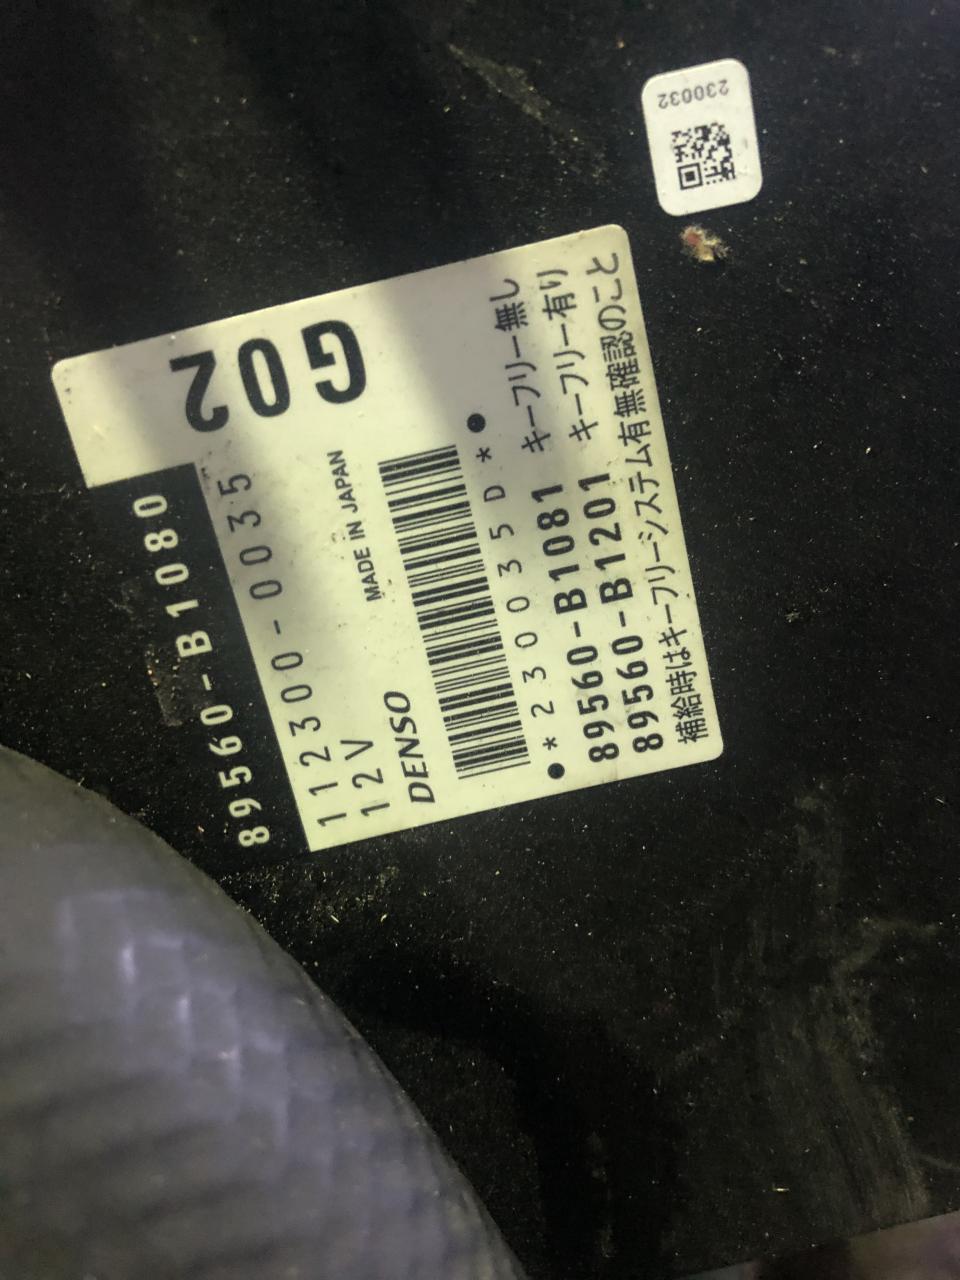 89560-B1080
G02
112300-0035
12V
MADE IN JAPAN
DENSO
*2300035D*
89560-B1081 キーフリー無し
89560-B1201 キーフリー有り
補給時はキーフリーシステム有無確認のこと
230032